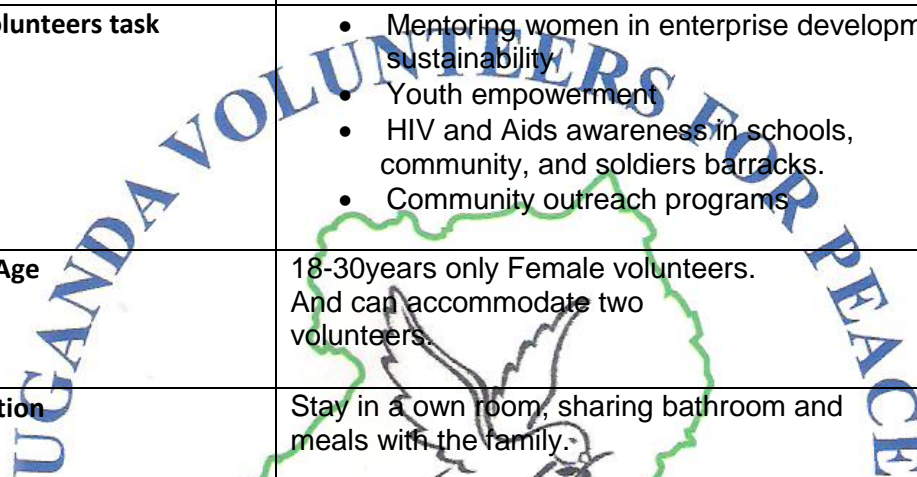 olunteers task
Mentoring women in enterprise developm
sustainability
Youth empowerment
HIV and Aids awareness in schools,
community, and soldiers barracks.
Community outreach programs
Age
18-30years only Female volunteers.
And can accommodate two
volunteers.
tion
Stay in a own room, sharing bathroom and
meals with the family.
UGANDA VOLUNTEERS FOR PEACE